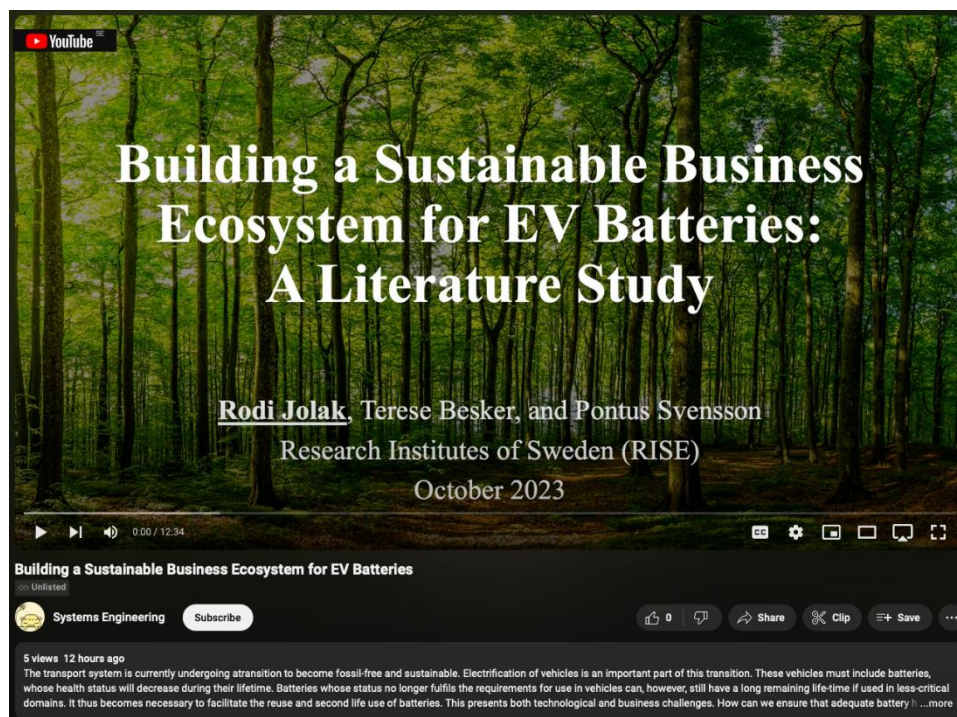 YouTube SE
Building a Sustainable Business
Ecosystem for EV Batteries:
A Literature Study
Rodi Jolak, Terese Besker, and Pontus Svensson
Research Institutes of Sweden (RISE)
October 2023
0:00 / 12:34
CC
Building a Sustainable Business Ecosystem for EV Batteries
Unlisted
Systems Engineering
Subscribe
0
Share
Clip
Save
5 views 12 hours ago
The transport system is currently undergoing atransition to become fossil-free and sustainable. Electrification of vehicles is an important part of this transition. These vehicles must include batteries,
whose health status will decrease during their lifetime. Batteries whose status no longer fulfils the requirements for use in vehicles can, however, still have a long remaining life-time if used in less-critical
domains. It thus becomes necessary to facilitate the reuse and second life use of batteries. This presents both technological and business challenges. How can we ensure that adequate battery h ...more